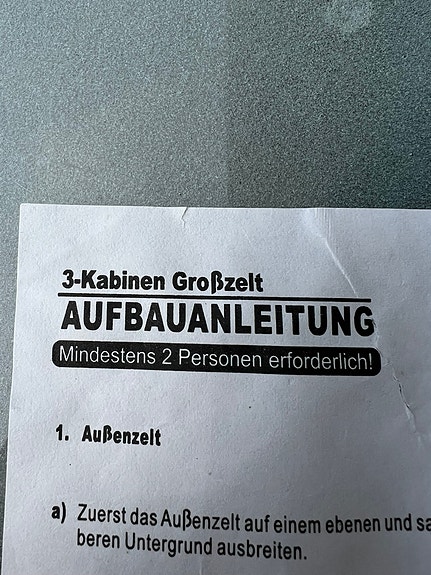 3-Kabinen Großzelt
AUFBAUANLEITUNG
Mindestens 2 Personen erforderlich!
1. Außenzelt
a) Zuerst das Außenzelt auf einem ebenen und sa
beren Untergrund ausbreiten.